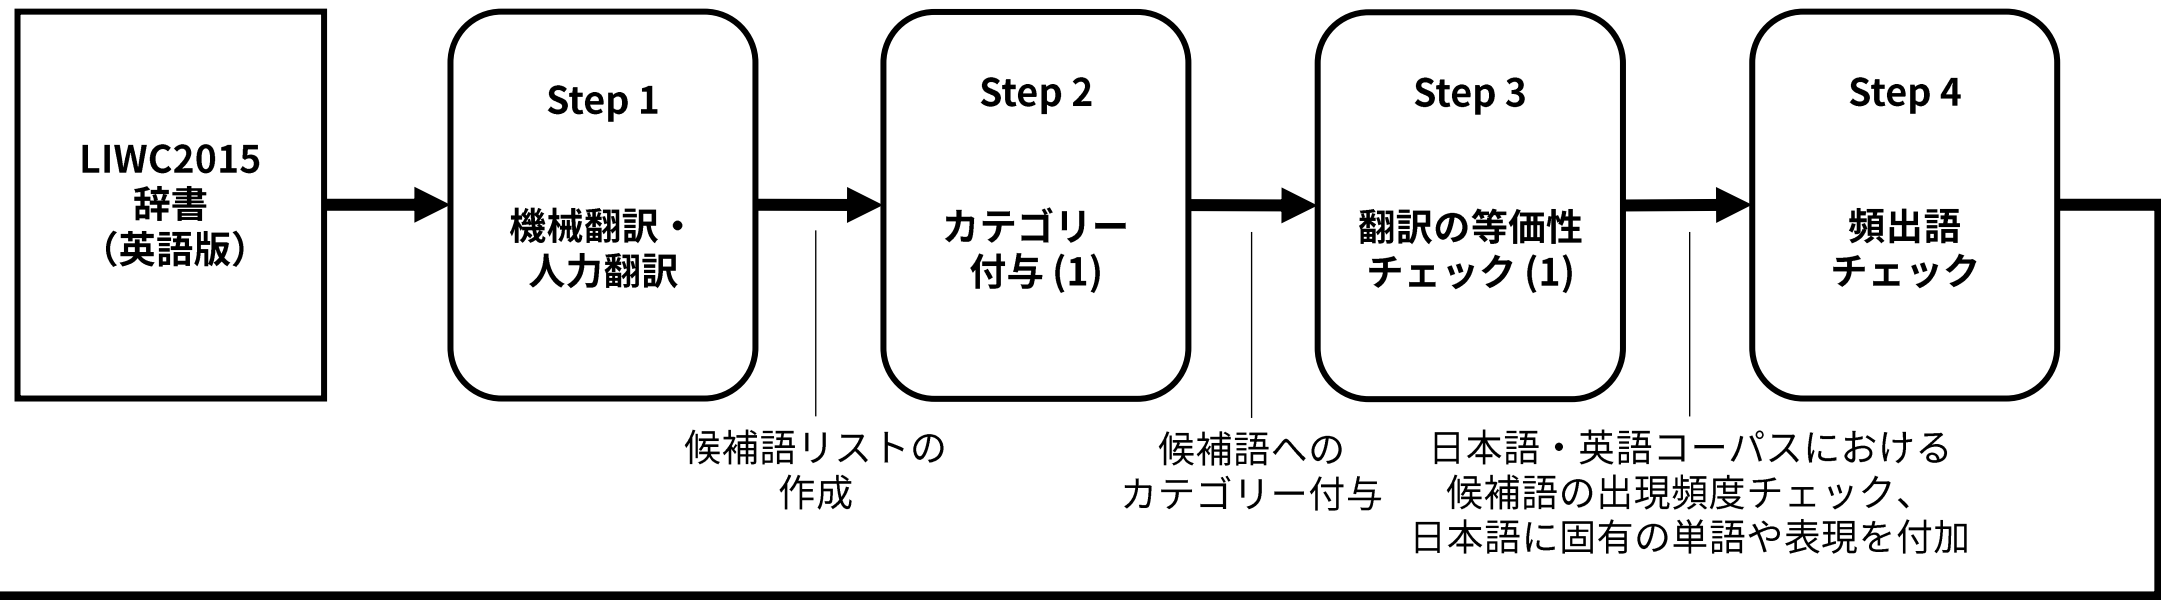 LIWC2015
辞書
（英語版）
Step 1
機械翻訳・
人力翻訳
Step 2
カテゴリー
付与 (1)
Step 3
翻訳の等価性
チェック (1)
Step 4
頻出語
チェック
候補語リストの
作成
候補語への
カテゴリー付与
日本語・英語コーパスにおける
候補語の出現頻度チェック、
日本語に固有の単語や表現を付加